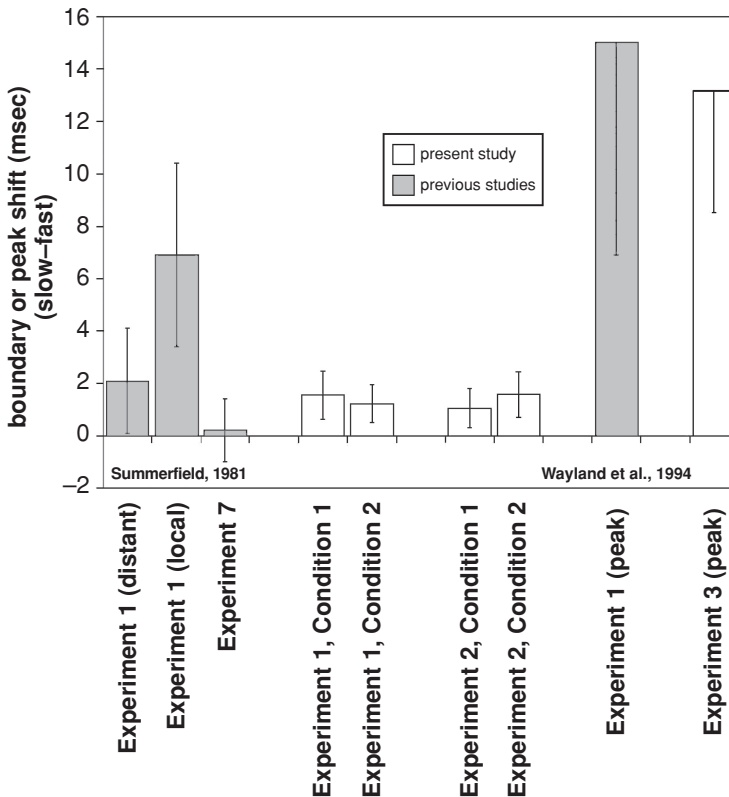 boundary or peak shift (msec)
(slow–fast)
16
14
12
10
8
6
4
2
0
–2
present study
previous studies
Summerfield, 1981
Wayland et al., 1994
Experiment 1 (distant)
Experiment 1 (local)
Experiment 7
Experiment 1, Condition 1
Experiment 1, Condition 2
Experiment 2, Condition 1
Experiment 2, Condition 2
Experiment 1 (peak)
Experiment 3 (peak)